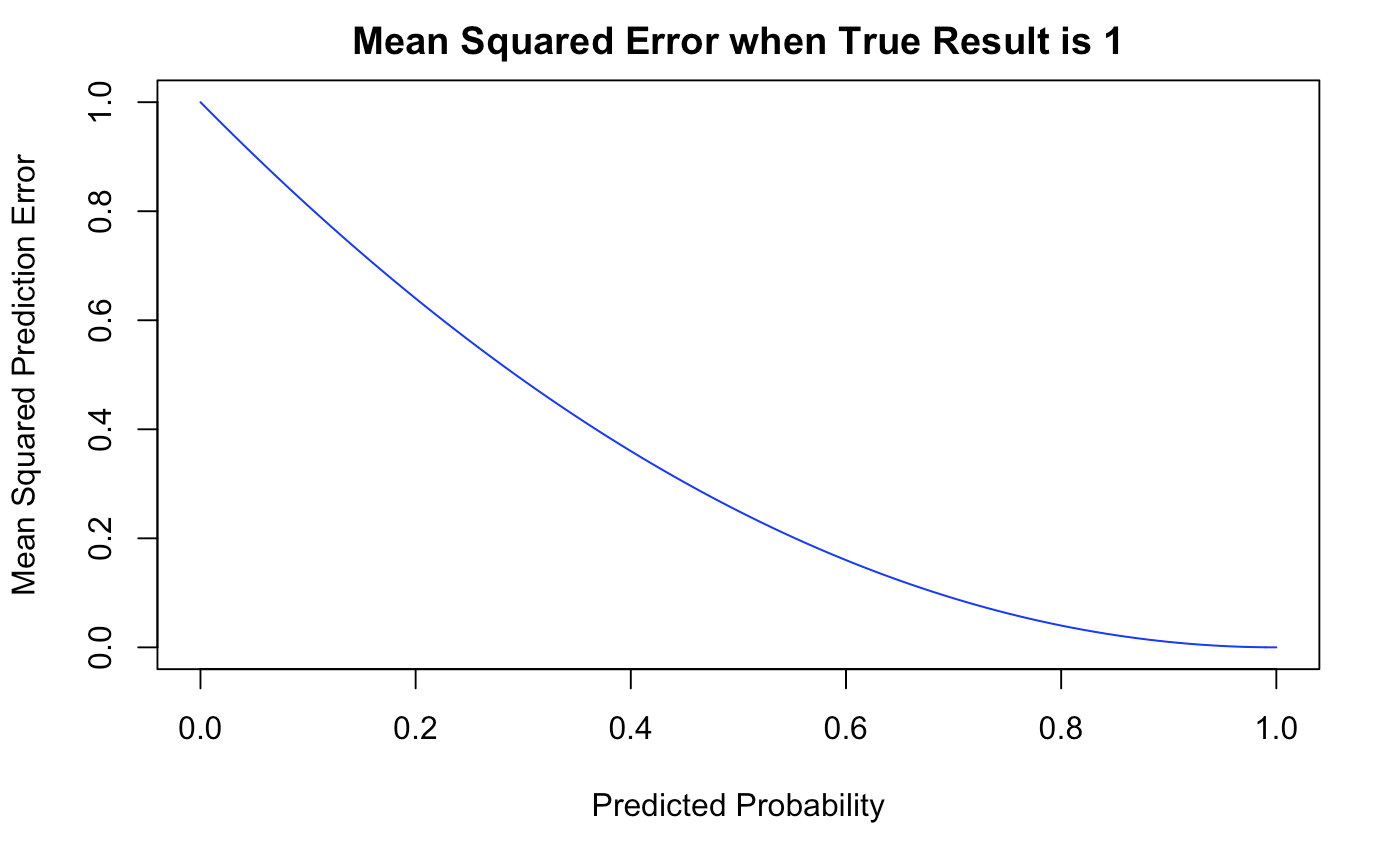 Mean Squared Error when True Result is 1
Mean Squared Prediction Error
1.0
0.8
0.6
0.4
0.2
0.0
0.0 0.2 0.4 0.6 0.8 1.0
Predicted Probability